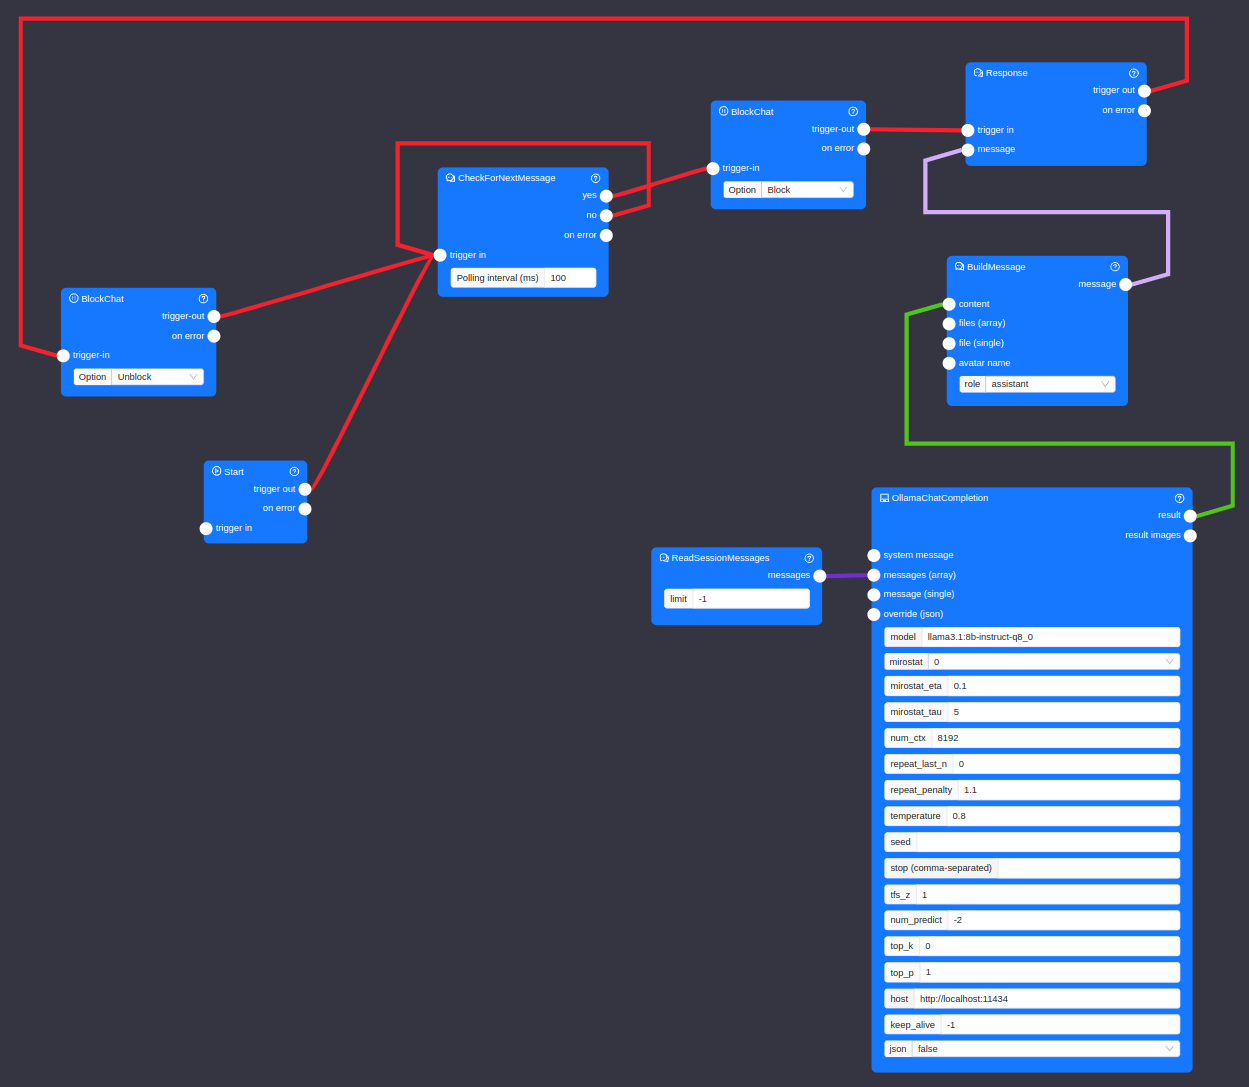 Response
trigger out
on error
trigger in
message
BlockChat
trigger-out
on error
trigger-in
Option Block
CheckForNextMessage
yes
no
on error
trigger in
Polling interval (ms) 100
BuildMessage
message
content
files (array)
file (single)
avatar name
role assistant
BlockChat
trigger-out
on error
trigger-in
Option Unblock
Start
trigger out
on error
trigger in
OllamaChatCompletion
result
result images
system message
messages (array)
message (single)
override (json)
model llama3.1:8b-instruct-q8_0
mirostat 0
mirostat_eta 0.1
mirostat_tau 5
num_ctx 8192
repeat_last_n 0
repeat_penalty 1.1
temperature 0.8
seed
stop (comma-separated)
tfs_z 1
num_predict -2
top_k 0
top_p 1
host http://localhost:11434
keep_alive -1
json false
ReadSessionMessages
messages
limit -1